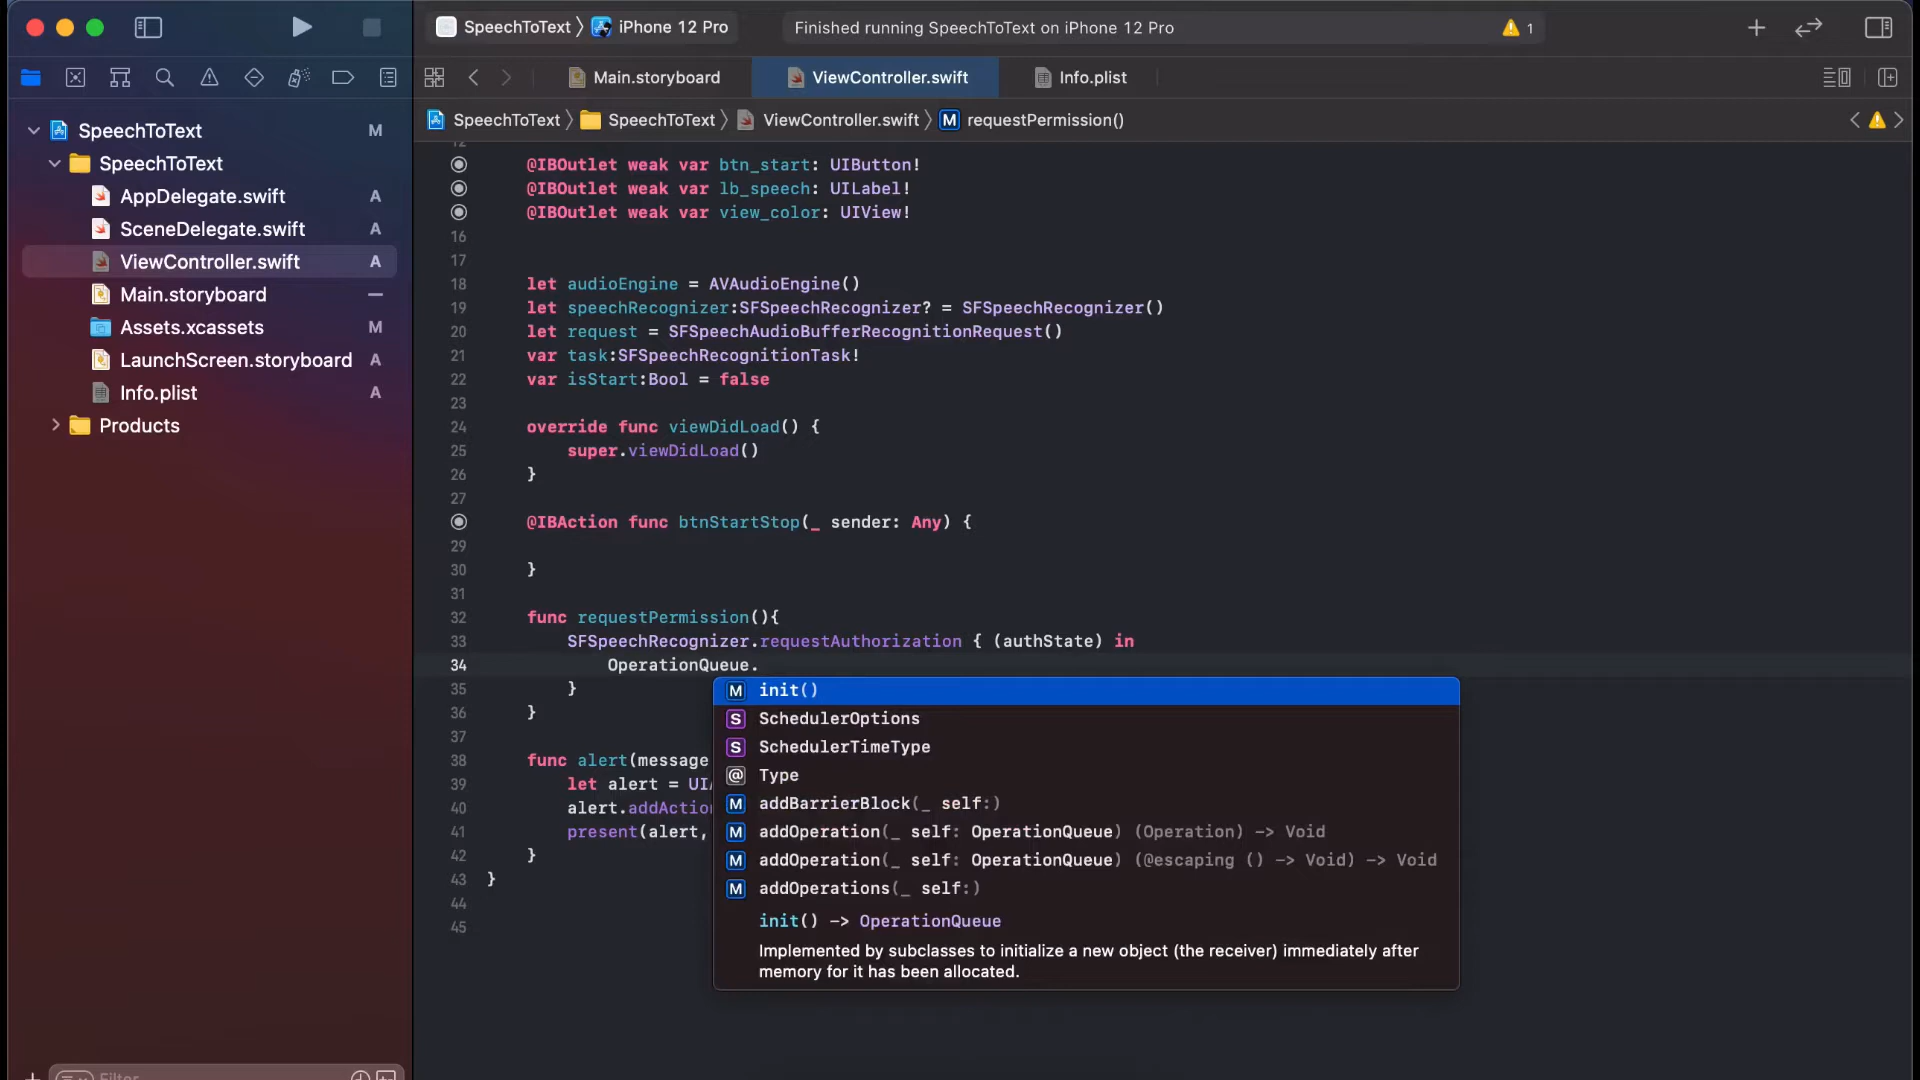 SpeechToText
iPhone 12 Pro
Finished running SpeechToText on iPhone 12 Pro
1
Main.storyboard
ViewController.swift
Info.plist
SpeechToText
SpeechToText
ViewController.swift
M requestPermission()
SpeechToText M
SpeechToText
AppDelegate.swift A
SceneDelegate.swift A
ViewController.swift A
Main.storyboard
Assets.xcassets M
LaunchScreen.storyboard A
Info.plist A
Products
@IBOutlet weak var btn_start: UIButton!
@IBOutlet weak var lb_speech: UILabel!
@IBOutlet weak var view_color: UIView!
16
17
18 let audioEngine = AVAudioEngine()
19 let speechRecognizer:SFSpeechRecognizer? = SFSpeechRecognizer()
20 let request = SFSpeechAudioBufferRecognitionRequest()
21 var task:SFSpeechRecognitionTask!
22 var isStart:Bool = false
23
24 override func viewDidLoad() {
25 super.viewDidLoad()
26 }
27
@IBAction func btnStartStop(_ sender: Any) {
29
30 }
31
32 func requestPermission(){
33 SFSpeechRecognizer.requestAuthorization { (authState) in
34 OperationQueue.
35 }
36 }
37
38 func alert(message
39 let alert = UI
40 alert.addAction
41 present(alert,
42 }
43 }
44
45
M init()
S SchedulerOptions
S SchedulerTimeType
@ Type
M addBarrierBlock(_ self:)
M addOperation(_ self: OperationQueue) (Operation) -> Void
M addOperation(_ self: OperationQueue) (@escaping () -> Void) -> Void
M addOperations(_ self:)
init() -> OperationQueue
Implemented by subclasses to initialize a new object (the receiver) immediately after
memory for it has been allocated.
Filter